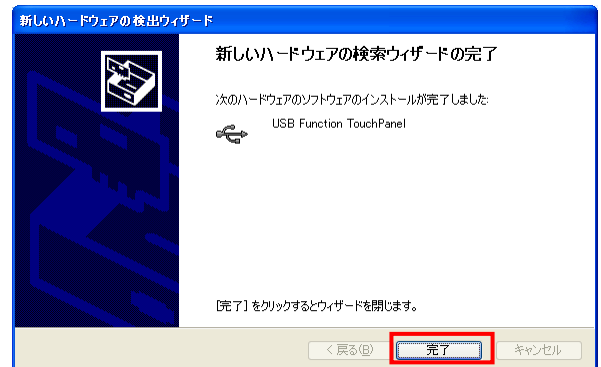 新しいハードウェアの検出ウィザード
新しいハードウェアの検索ウィザードの完了
次のハードウェアのソフトウェアのインストールが完了しました:
USB Function TouchPanel
[完了] をクリックするとウィザードを閉じます。
< 戻る(B) 完了 キャンセル